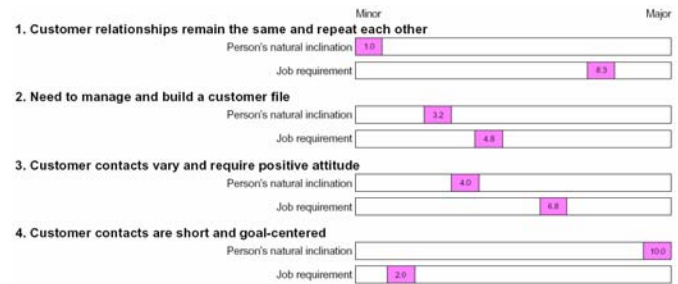 Minor Major
1. Customer relationships remain the same and repeat each other
Person's natural inclination 1.0
Job requirement 8.3
2. Need to manage and build a customer file
Person's natural inclination 3.2
Job requirement 4.8
3. Customer contacts vary and require positive attitude
Person's natural inclination 4.0
Job requirement 6.8
4. Customer contacts are short and goal-centered
Person's natural inclination 10.0
Job requirement 2.0